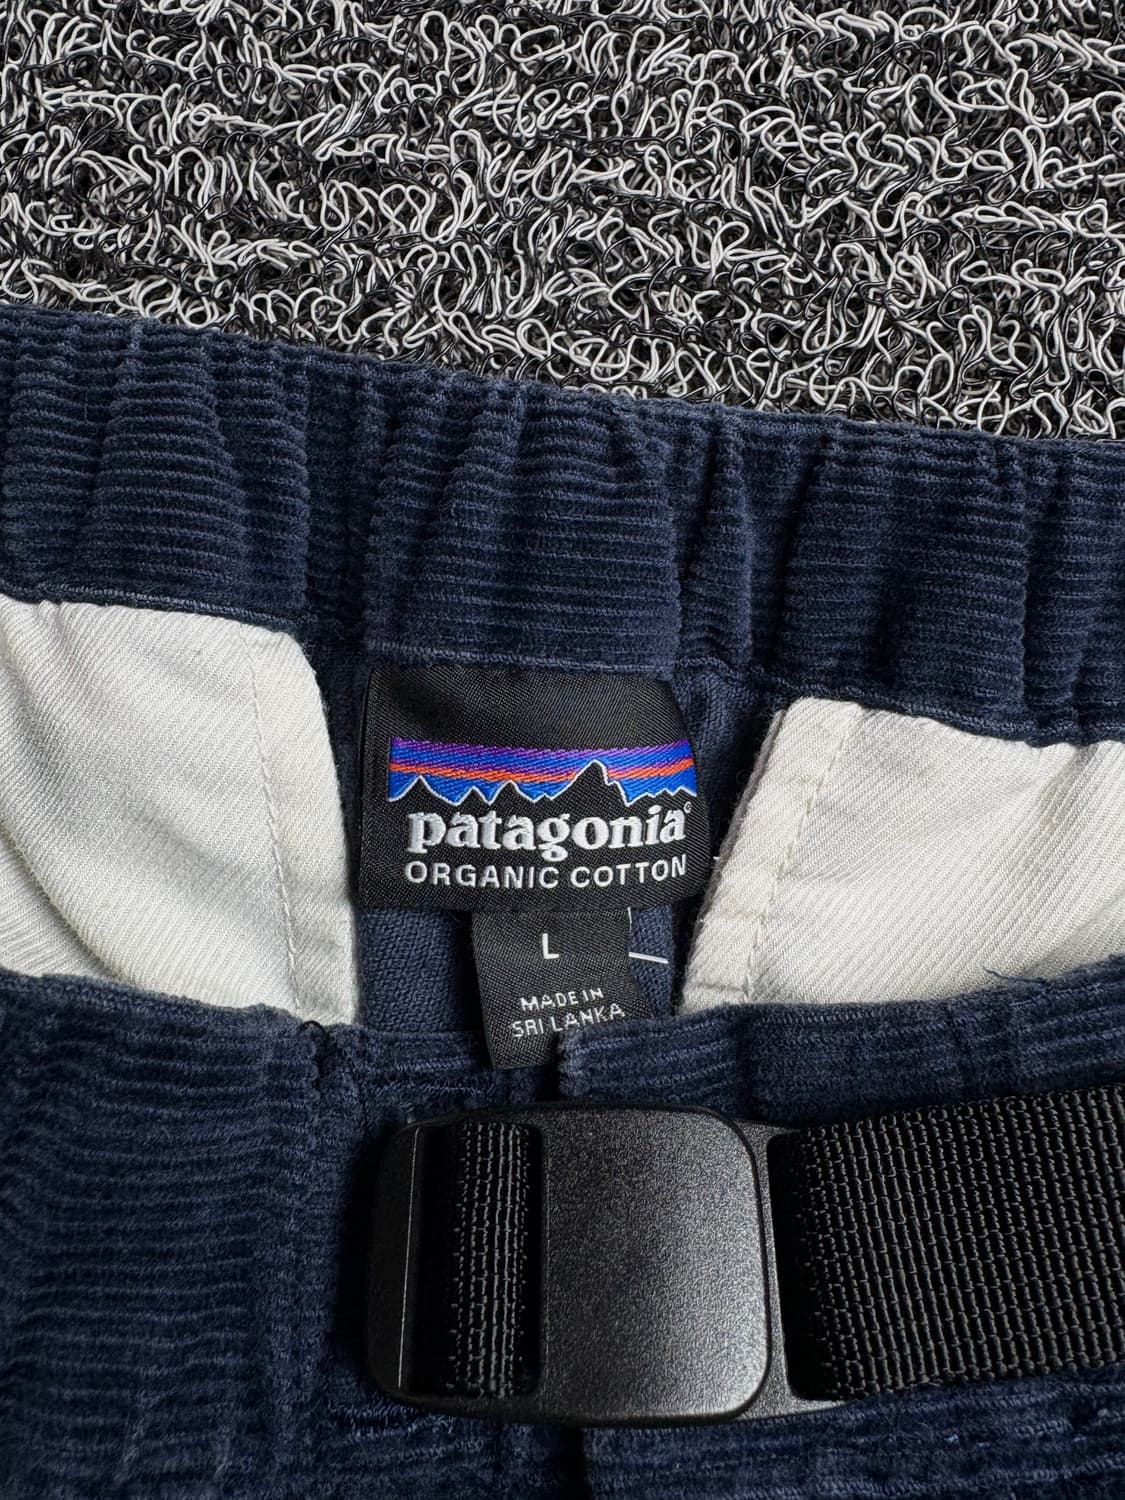 patagonia®
ORGANIC COTTON
L
MADE IN
SRI LANKA